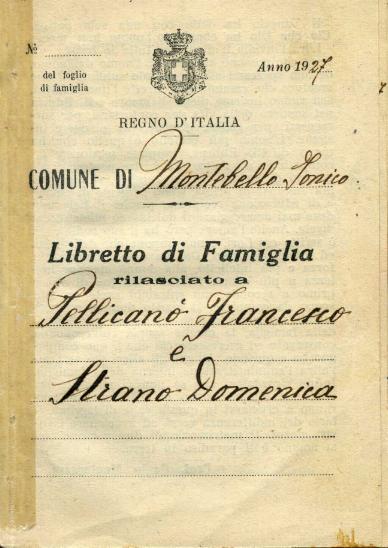 №
del foglio
di famiglia
Anno 1927
REGNO D'ITALIA
COMUNE DI Montebello Jonico
Libretto di Famiglia
rilasciato a
Pellicanò Francesco
e
Strano Domenica